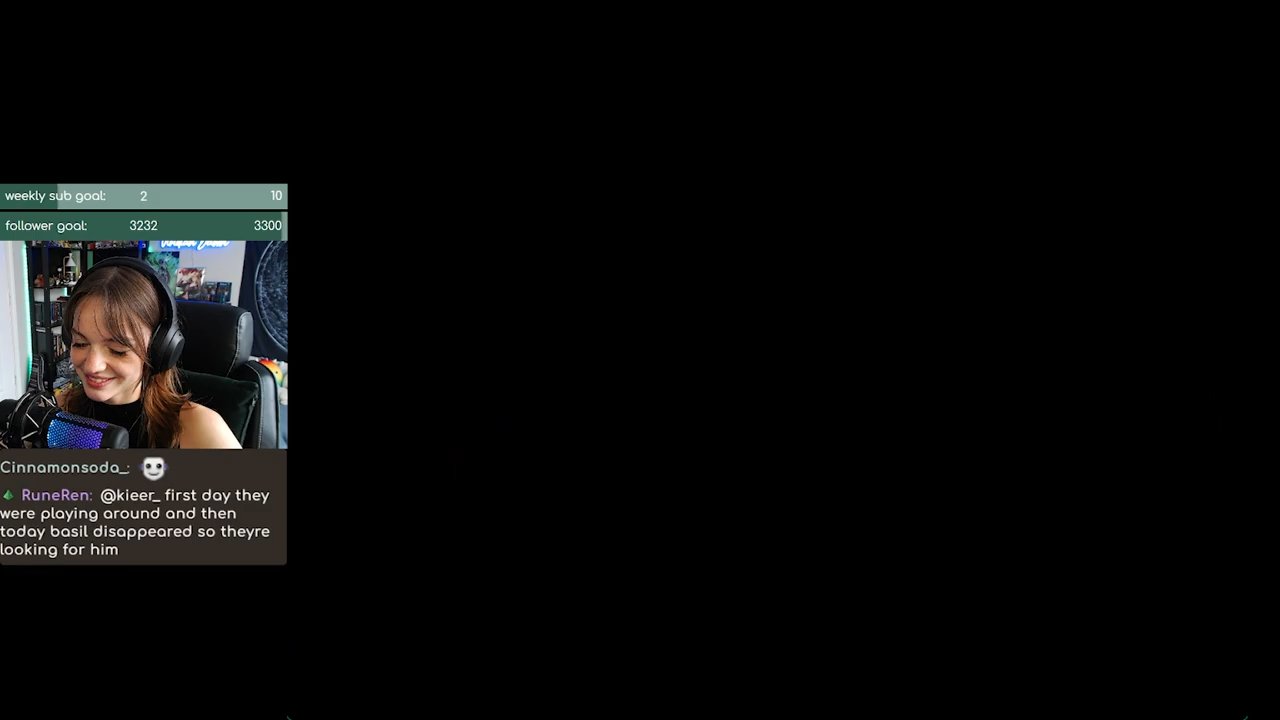 weekly sub goal: 2 10
follower goal: 3232 3300
Cinnamonsoda_:
RuneRen: @kieer_ first day they
were playing around and then
today basil disappeared so theyre
looking for him